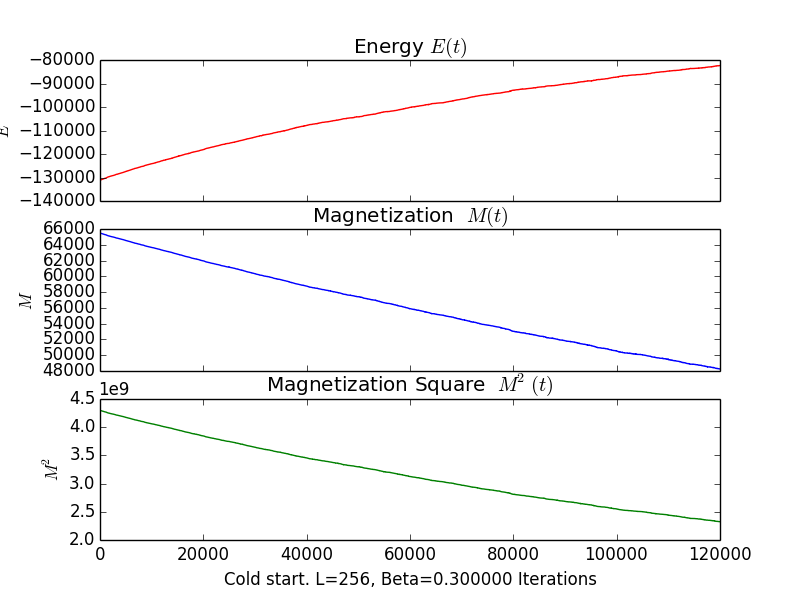 Energy E(t)
−80000
−90000
−100000
−110000
−120000
−130000
−140000
E
Magnetization M(t)
66000
64000
62000
60000
58000
56000
54000
52000
50000
48000
M
Magnetization Square M² (t)
1e9
4.5
4.0
3.5
3.0
2.5
2.0
M²
0 20000 40000 60000 80000 100000 120000
Cold start. L=256, Beta=0.300000 Iterations